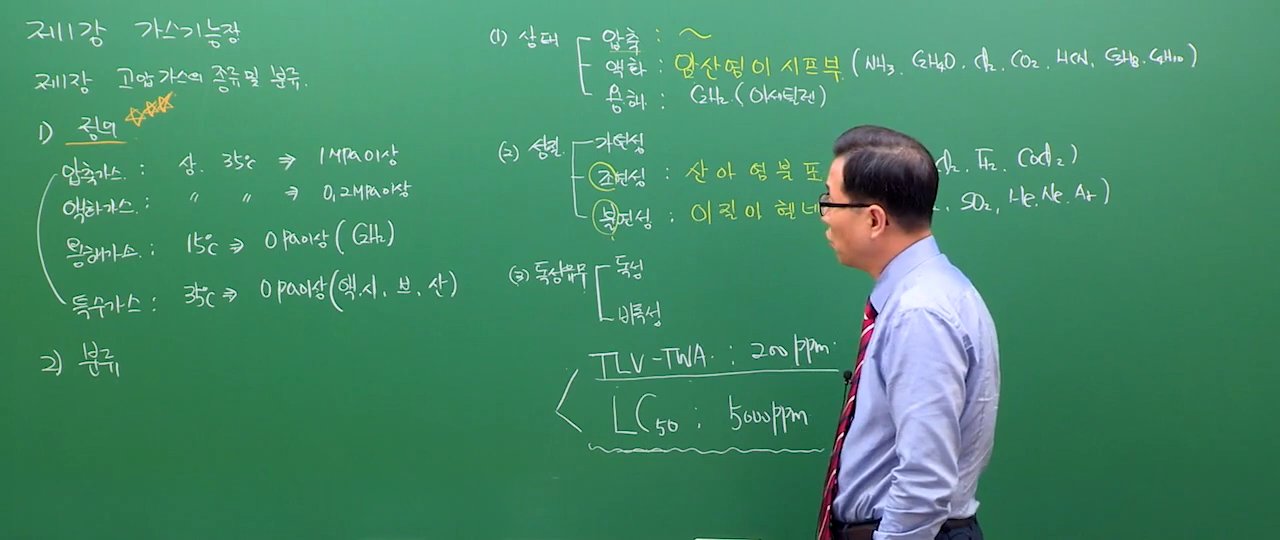 제1강 가스기능장
제1장 고압가스의 종류 및 분류.
1) 정의 ☆☆☆
압축가스 : 상. 35℃ ⇒ 1MPa이상
액화가스 : 〃 〃 ⇒ 0.2MPa이상
용해가스 : 15℃ ⇒ 0 Pa이상 (C2H2)
특수가스 : 35℃ ⇒ 0 Pa이상 (액.시, 브, 산)
2) 분류
(1) 상태
압축 : ~
액화 : 암산염이시프부 (NH3. C2H4O. Cl2. CO2. HCN. C3H8. C4H10)
용해 : C2H2. (아세틸렌)
(2) 성질
가연성
조연성 : 산아염불포 Cl2. F2. COCl2)
불연성 : 이질아헬네 SO2, He. Ne. Ar)
(3) 독성유무
독성
비독성
TLV-TWA. : 200ppm.
LC50 : 5000ppm